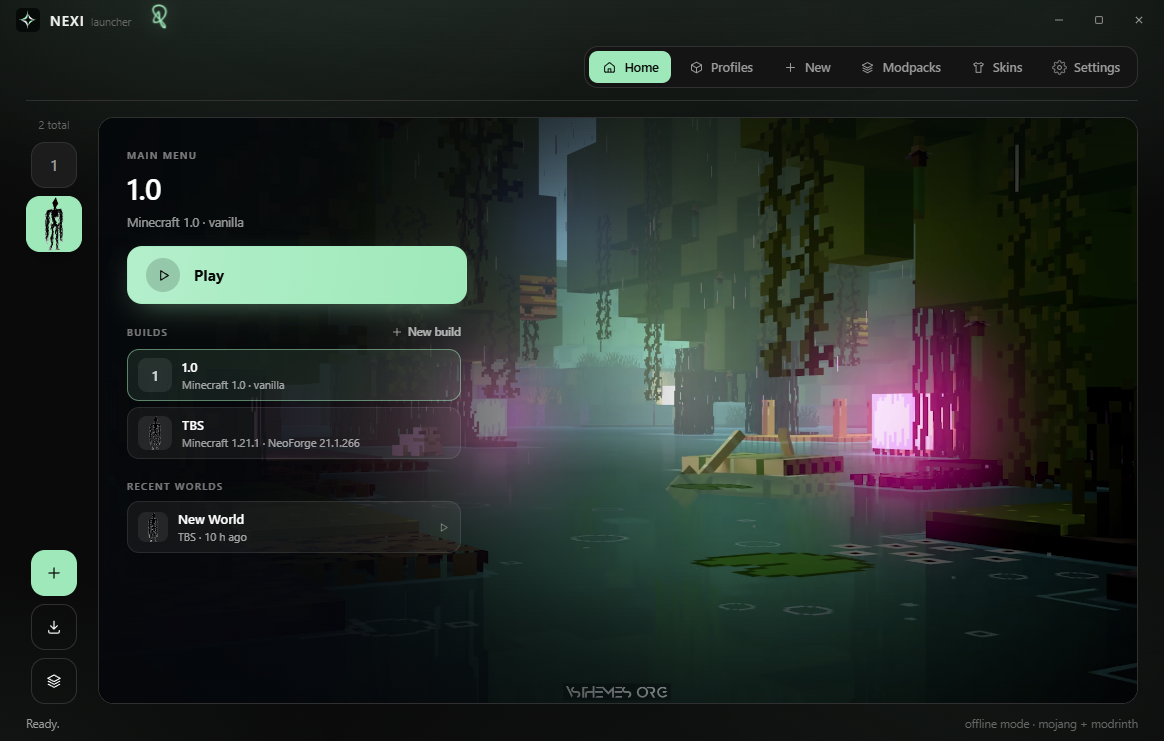 NEXI launcher
Home
Profiles
New
Modpacks
Skins
Settings
2 total
1
MAIN MENU
1.0
Minecraft 1.0 · vanilla
Play
BUILDS
+ New build
1
1.0
Minecraft 1.0 · vanilla
TBS
Minecraft 1.21.1 · NeoForge 21.1.266
RECENT WORLDS
New World
TBS · 10 h ago
VSTHEMES ORG
Ready.
offline mode · mojang + modrinth